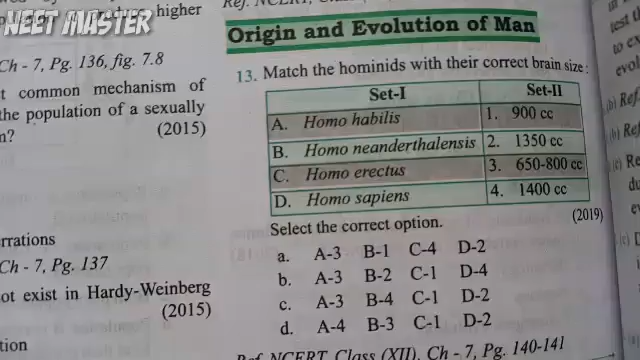 NEET MASTER
higher
Ch - 7, Pg. 136, fig. 7.8
t common mechanism of
the population of a sexually
n?
(2015)
rrations
Ch - 7, Pg. 137
ot exist in Hardy-Weinberg
(2015)
tion
Origin and Evolution of Man
13. Match the hominids with their correct brain size:
Set-I Set-II
A. Homo habilis 1. 900 cc
B. Homo neanderthalensis 2. 1350 cc
C. Homo erectus 3. 650-800 cc
D. Homo sapiens 4. 1400 cc
(2019)
Select the correct option.
a. A-3 B-1 C-4 D-2
b. A-3 B-2 C-1 D-4
c. A-3 B-4 C-1 D-2
d. A-4 B-3 C-1 D-2
Ref. NCERT, Class (XII), Ch - 7, Pg. 140-141